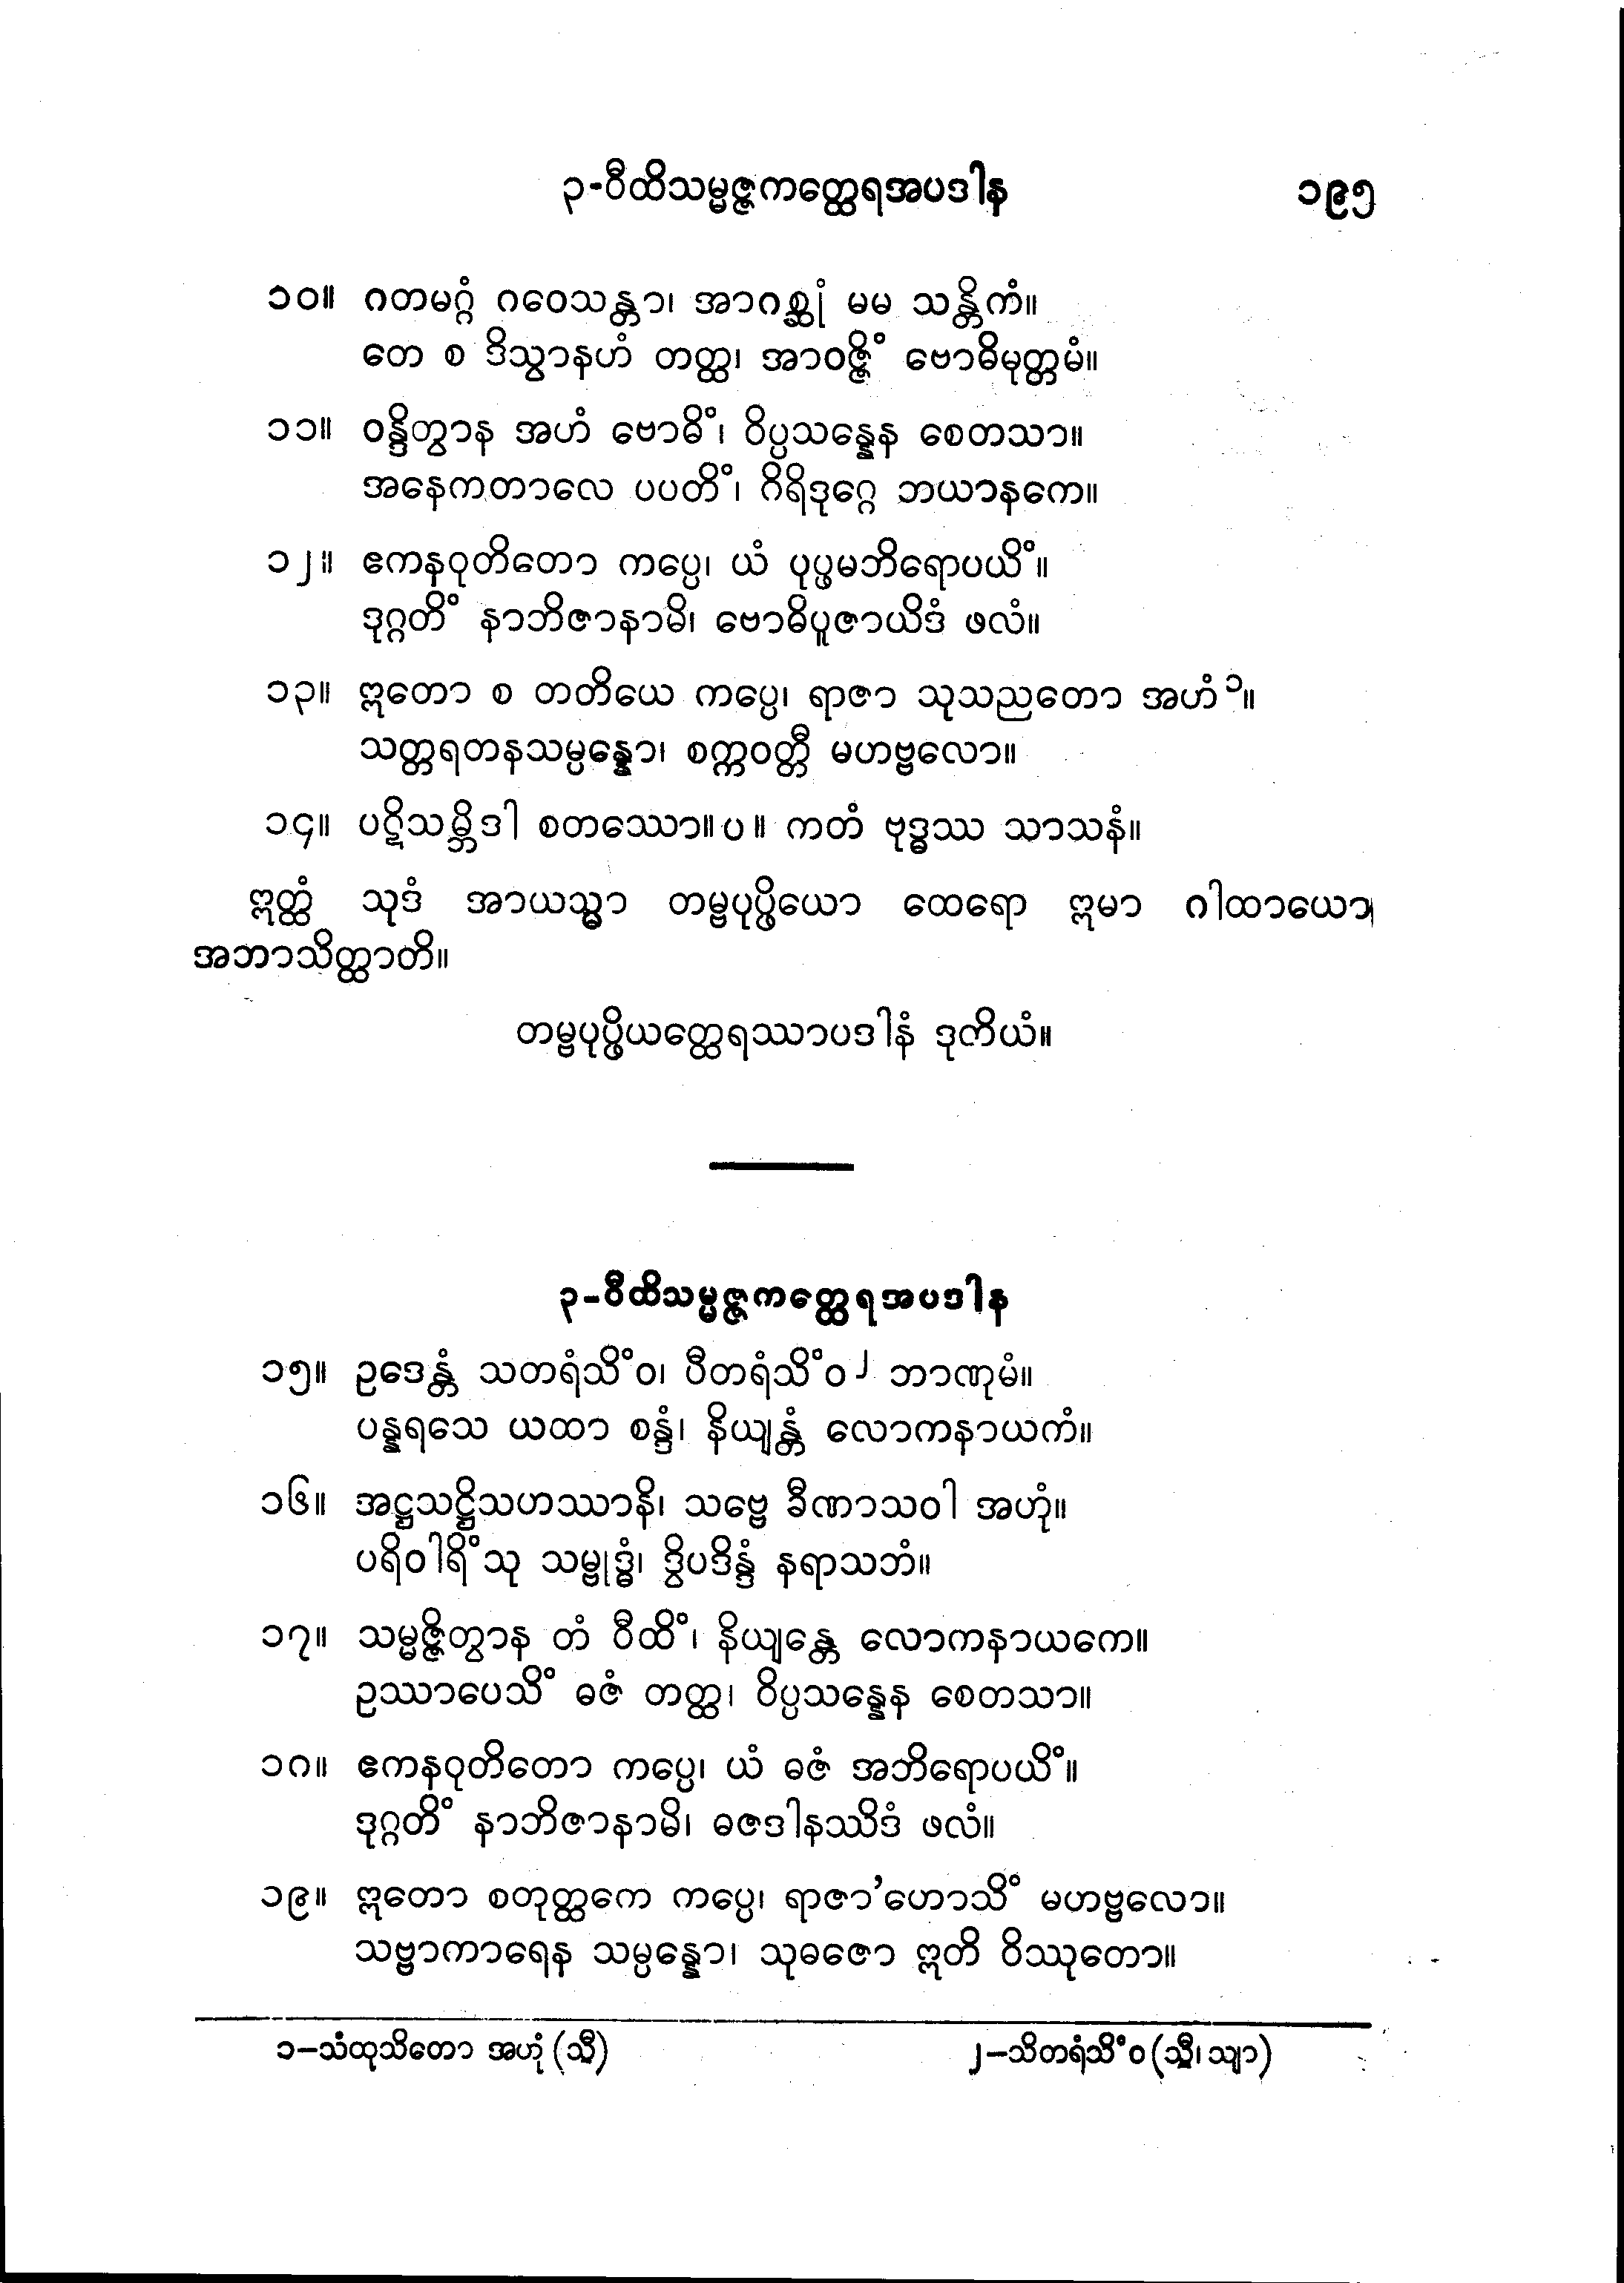 ၃-ဝီထိသမ္မဇ္ဇကတ္ထေရအပဒါန ၁၉၅
၁၀။ ဂတမဂ္ဂံ ဂဝေသန္တာ၊ အာဂစ္ဆုံ မမ သန္တိကံ။
တေ စ ဒိသွာနဟံ တတ္ထ၊ အာဝဇ္ဇိံ ဗောဓိမုတ္တမံ။
၁၁။ ဝန္ဒိတွာန အဟံ ဗောဓိံ၊ ဝိပ္ပသန္နေန စေတသာ။
အနေကတာလေ ပပတိံ၊ ဂိရိဒုဂ္ဂေ ဘယာနကေ။
၁၂။ ဧကနဝုတိတော ကပ္ပေ၊ ယံ ပုပ္ဖမဘိရောပယိံ။
ဒုဂ္ဂတိံ နာဘိဇာနာမိ၊ ဗောဓိပူဇာယိဒံ ဖလံ။
၁၃။ ဣတော စ တတိယေ ကပ္ပေ၊ ရာဇာ သုသညတော အဟံ ၁။
သတ္တရတနသမ္ပန္နော၊ စက္ကဝတ္တီ မဟဗ္ဗလော။
၁၄။ ပဋိသမ္ဘိဒါ စတဿော။ ပ ။ ကတံ ဗုဒ္ဓဿ သာသနံ။
ဣတ္ထံ သုဒံ အာယသ္မာ တမ္ဗပုပ္ဖိယော ထေရော ဣမာ ဂါထာယော၊
အဘာသိတ္ထာတိ။
တမ္ဗပုပ္ဖိယတ္ထေရဿာပဒါနံ ဒုတိယံ။
၃-ဝီထိသမ္မဇ္ဇကတ္ထေရအပဒါန
၁၅။ ဥဒေန္တံ သတရံသိံဝ၊ ပီတရံသိံဝ ၂ ဘာဏုမံ။
ပန္နရသေ ယထာ စန္ဒံ၊ နိယျန္တံ လောကနာယကံ။
၁၆။ အဋ္ဌသဋ္ဌိသဟဿာနိ၊ သဗ္ဗေ ခီဏာသဝါ အဟုံ။
ပရိဝါရိံသု သမ္ဗုဒ္ဓံ၊ ဒွိပဒိန္ဒံ နရာသဘံ။
၁၇။ သမ္မဇ္ဇိတွာန တံ ဝီထိံ၊ နိယျန္တေ လောကနာယကေ။
ဥဿာပေသိံ ဓဇံ တတ္ထ၊ ဝိပ္ပသန္နေန စေတသာ။
၁၈။ ဧကနဝုတိတော ကပ္ပေ၊ ယံ ဓဇံ အဘိရောပယိံ။
ဒုဂ္ဂတိံ နာဘိဇာနာမိ၊ ဓဇဒါနဿိဒံ ဖလံ။
၁၉။ ဣတော စတုတ္ထကေ ကပ္ပေ၊ ရာဇာ’ဟောသိံ မဟဗ္ဗလော။
သဗ္ဗာကာရေန သမ္ပန္နော၊ သုဓဇော ဣတိ ဝိဿုတော။
၁–သံထုသိတော အဟုံ (သီ) ၂–သိတရံသိံဝ (သီ၊ သျာ)